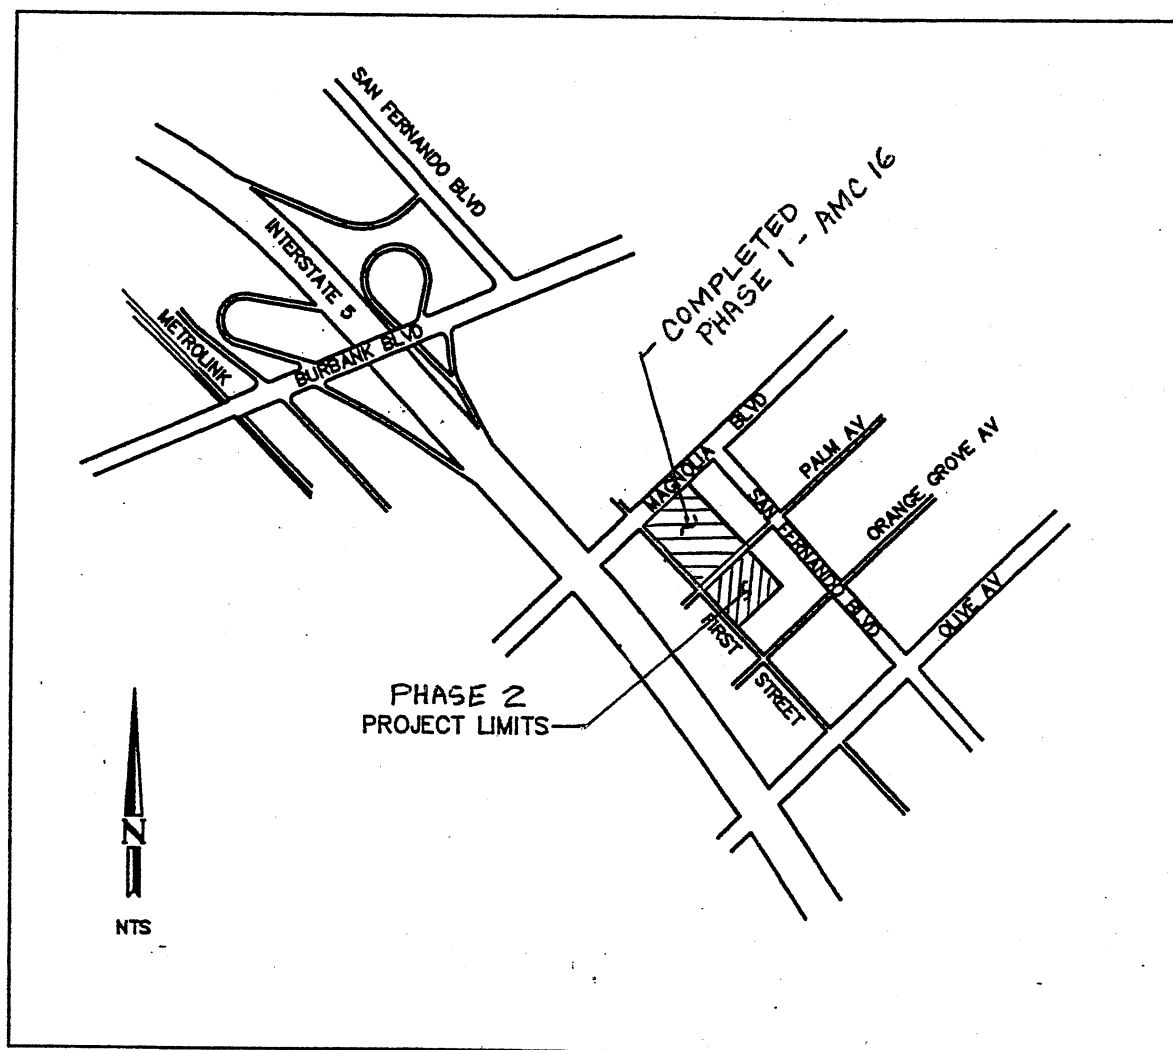 SAN FERNANDO BLVD
INTERSTATE 5
METROLINK
BURBANK BLVD
COMPLETED
PHASE 1 - AMC 16
MAGNOLIA BLVD
PALM AV
SAN FERNANDO BLVD
ORANGE GROVE AV
OLIVE AV
FIRST STREET
PHASE 2
PROJECT LIMITS
N
NTS